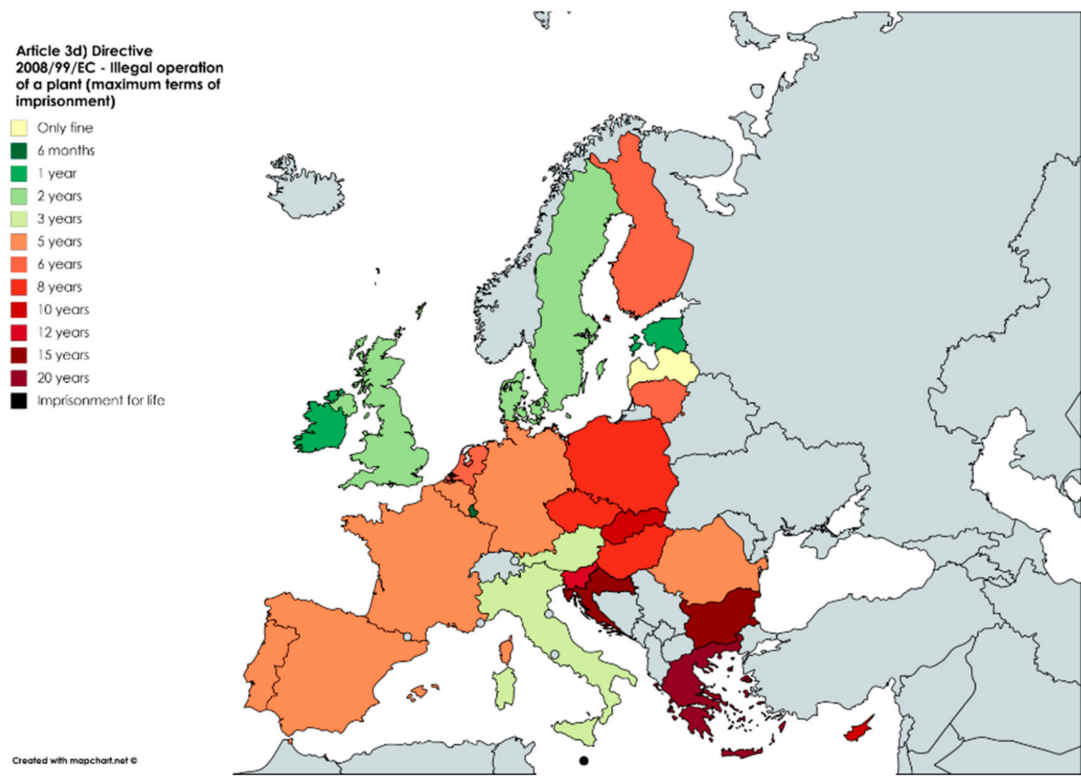 Article 3d) Directive
2008/99/EC - Illegal operation
of a plant (maximum terms of
imprisonment)
Only fine
6 months
1 year
2 years
3 years
5 years
6 years
8 years
10 years
12 years
15 years
20 years
Imprisonment for life
Created with mapchart.net ©